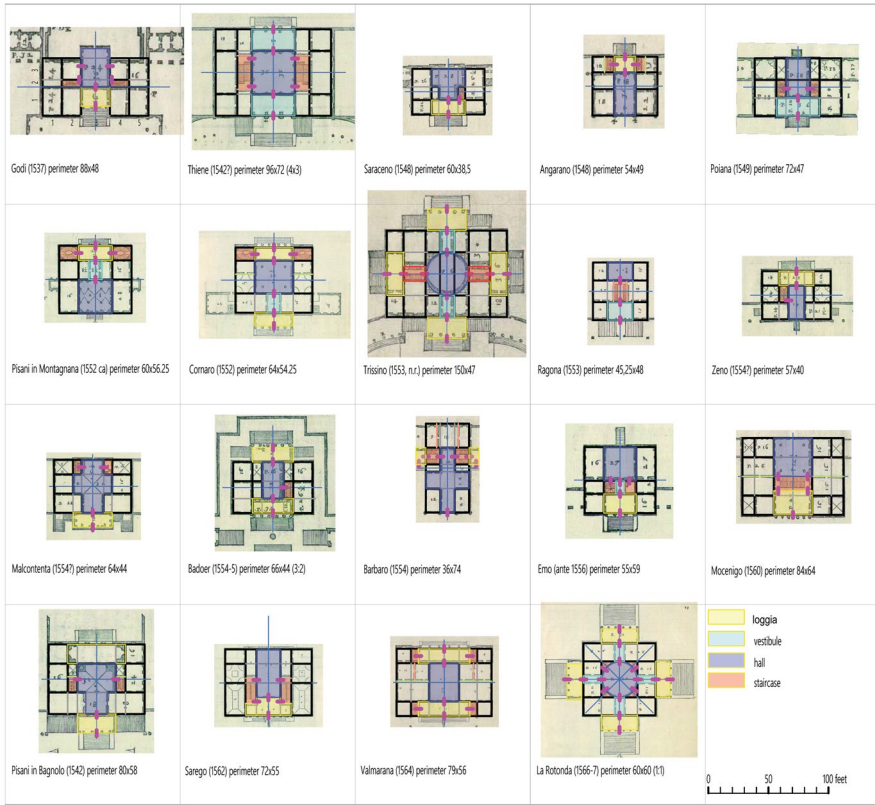 Godi (1537) perimeter 88x48
Thiene (1542?) perimeter 96x72 (4x3)
Saraceno (1548) perimeter 60x38,5
Angarano (1548) perimeter 54x49
Poiana (1549) perimeter 72x47
Pisani in Montagnana (1552 ca) perimeter 60x56.25
Cornaro (1552) perimeter 64x54.25
Trissino (1553, n.r.) perimeter 150x47
Ragona (1553) perimeter 45,25x48
Zeno (1554?) perimeter 57x40
Malcontenta (1554?) perimeter 64x44
Badoer (1554-5) perimeter 66x44 (3:2)
Barbaro (1554) perimeter 36x74
Emo (ante 1556) perimeter 55x59
Mocenigo (1560) perimeter 84x64
loggia
vestibule
hall
staircase
Pisani in Bagnolo (1542) perimeter 80x58
Sarego (1562) perimeter 72x55
Valmarana (1564) perimeter 79x56
La Rotonda (1566-7) perimeter 60x60 (1:1)
0 50 100 feet